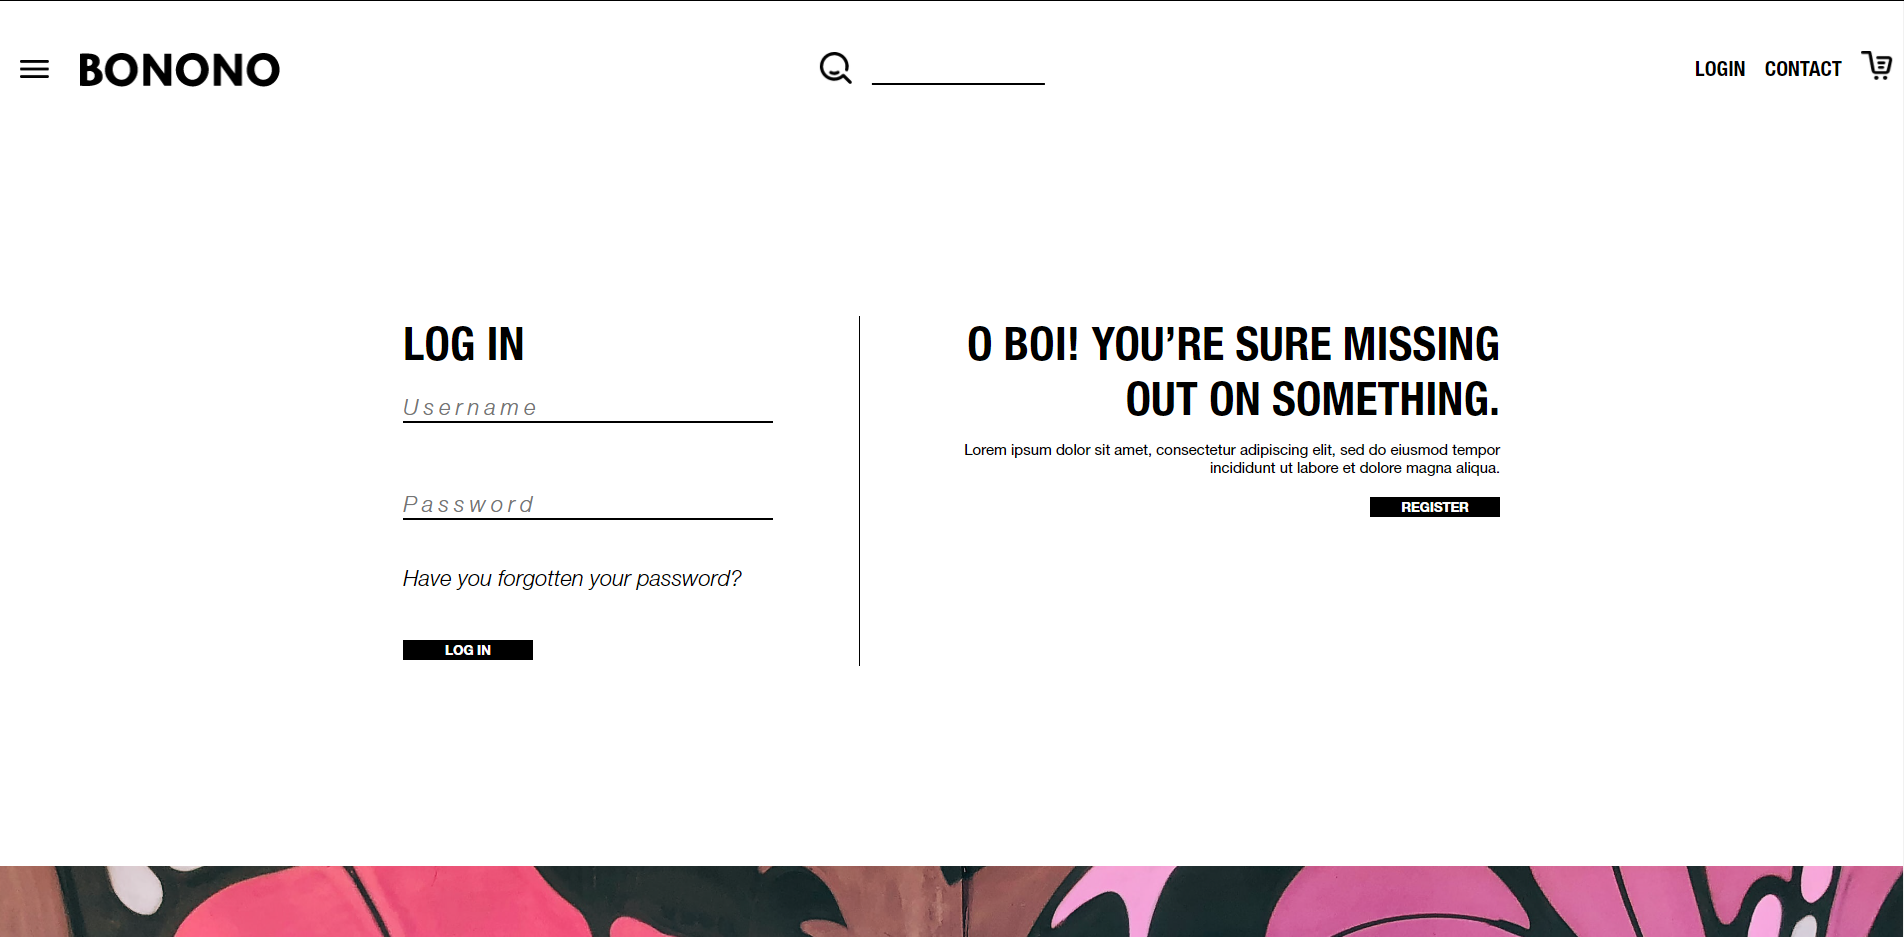 BONONO
LOGIN CONTACT
LOG IN
Username
Password
Have you forgotten your password?
LOG IN
O BOI! YOU’RE SURE MISSING
OUT ON SOMETHING.
Lorem ipsum dolor sit amet, consectetur adipiscing elit, sed do eiusmod tempor
incididunt ut labore et dolore magna aliqua.
REGISTER